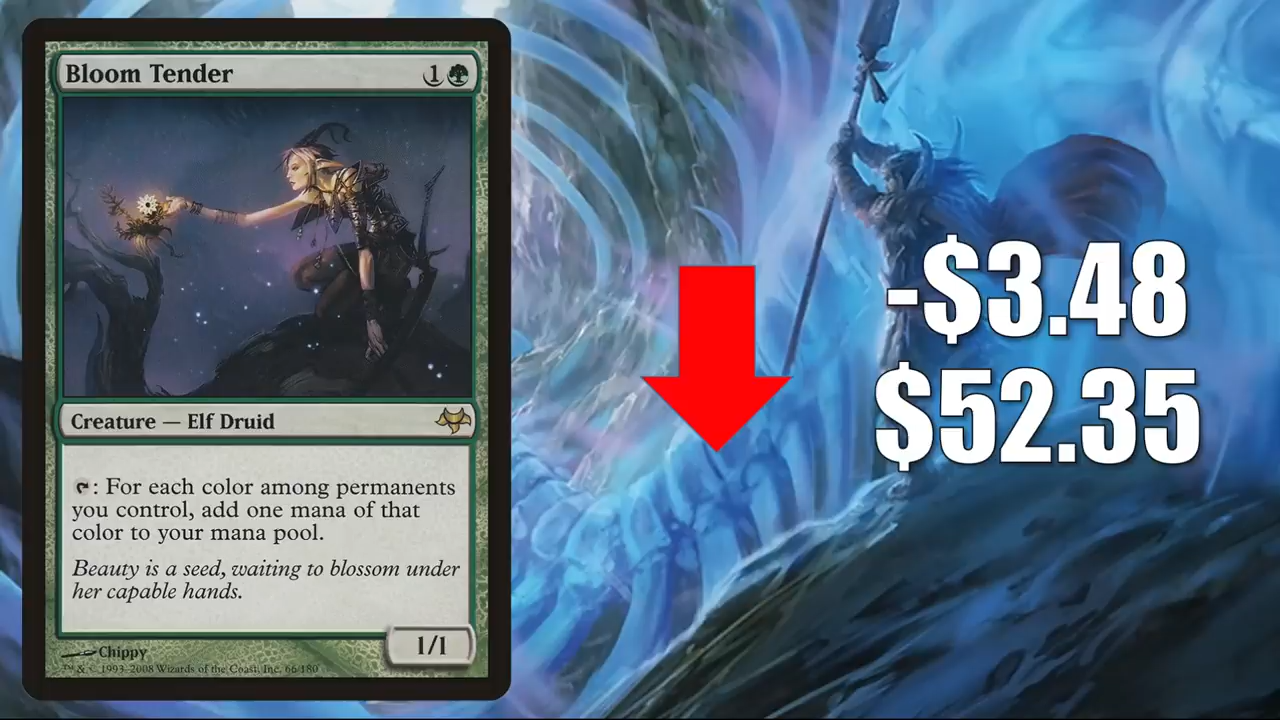 Bloom Tender 1
: For each color among permanents
you control, add one mana of that
color to your mana pool.
Beauty is a seed, waiting to blossom under
her capable hands.
Creature — Elf Druid
1/1
Chippy
™ & © 1993-2008 Wizards of the Coast, Inc. 66/180
-$3.48
$52.35